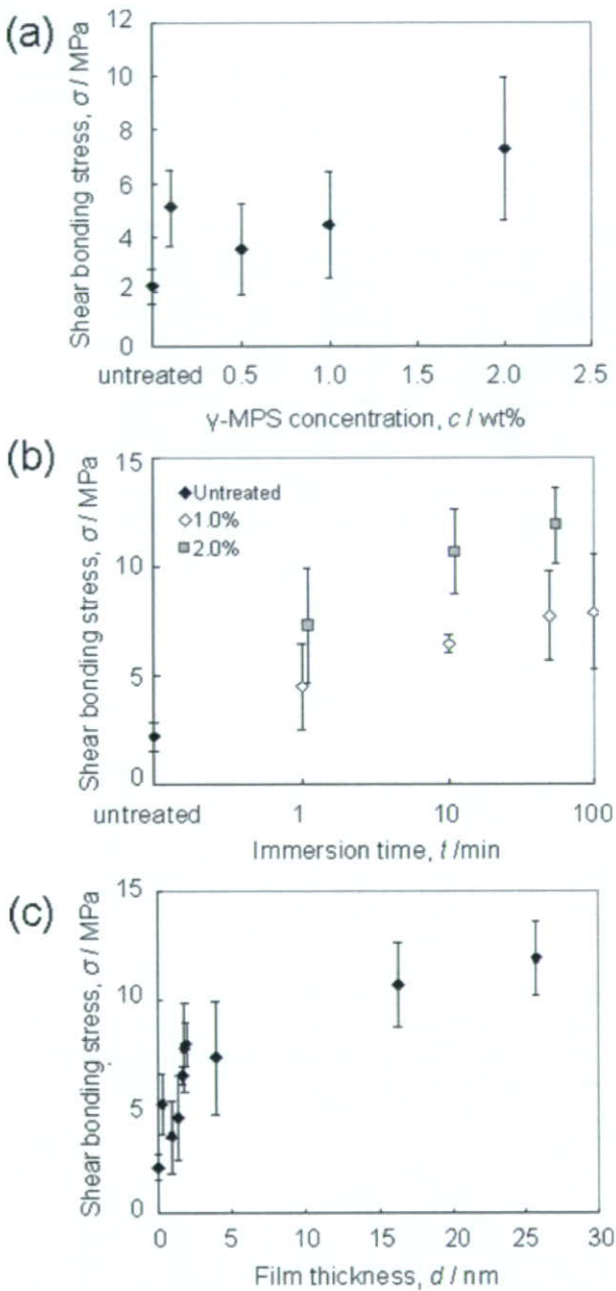 (a)
Shear bonding stress, σ / MPa
12
10
8
6
4
2
0
untreated 0.5 1.0 1.5 2.0 2.5
γ-MPS concentration, c / wt%
(b)
Shear bonding stress, σ / MPa
15
10
5
0
Untreated
1.0%
2.0%
untreated 1 10 100
Immersion time, t /min
(c)
Shear bonding stress, σ / MPa
15
10
5
0
0 5 10 15 20 25 30
Film thickness, d / nm